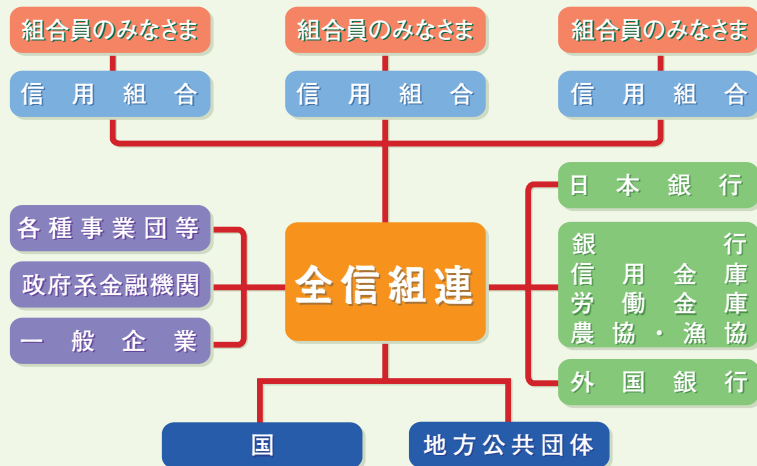 組合員のみなさま
組合員のみなさま
組合員のみなさま
信用組合
信用組合
信用組合
日本銀行
各種事業団等
政府系金融機関
一般企業
全信組連
銀行
信用金庫
労働金庫
農協・漁協
外国銀行
国
地方公共団体